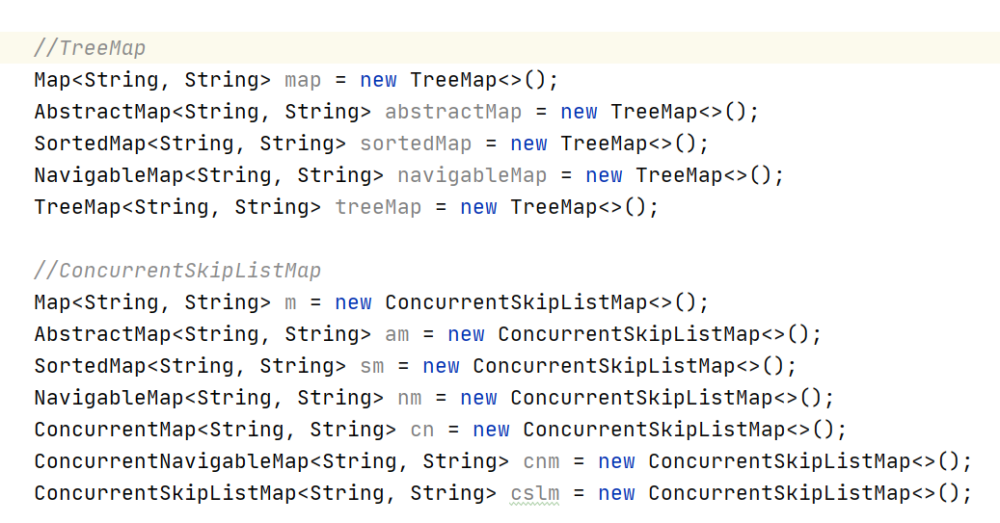 //TreeMap
Map<String, String> map = new TreeMap<>();
AbstractMap<String, String> abstractMap = new TreeMap<>();
SortedMap<String, String> sortedMap = new TreeMap<>();
NavigableMap<String, String> navigableMap = new TreeMap<>();
TreeMap<String, String> treeMap = new TreeMap<>();
//ConcurrentSkipListMap
Map<String, String> m = new ConcurrentSkipListMap<>();
AbstractMap<String, String> am = new ConcurrentSkipListMap<>();
SortedMap<String, String> sm = new ConcurrentSkipListMap<>();
NavigableMap<String, String> nm = new ConcurrentSkipListMap<>();
ConcurrentMap<String, String> cn = new ConcurrentSkipListMap<>();
ConcurrentNavigableMap<String, String> cnm = new ConcurrentSkipListMap<>();
ConcurrentSkipListMap<String, String> cslm = new ConcurrentSkipListMap<>();